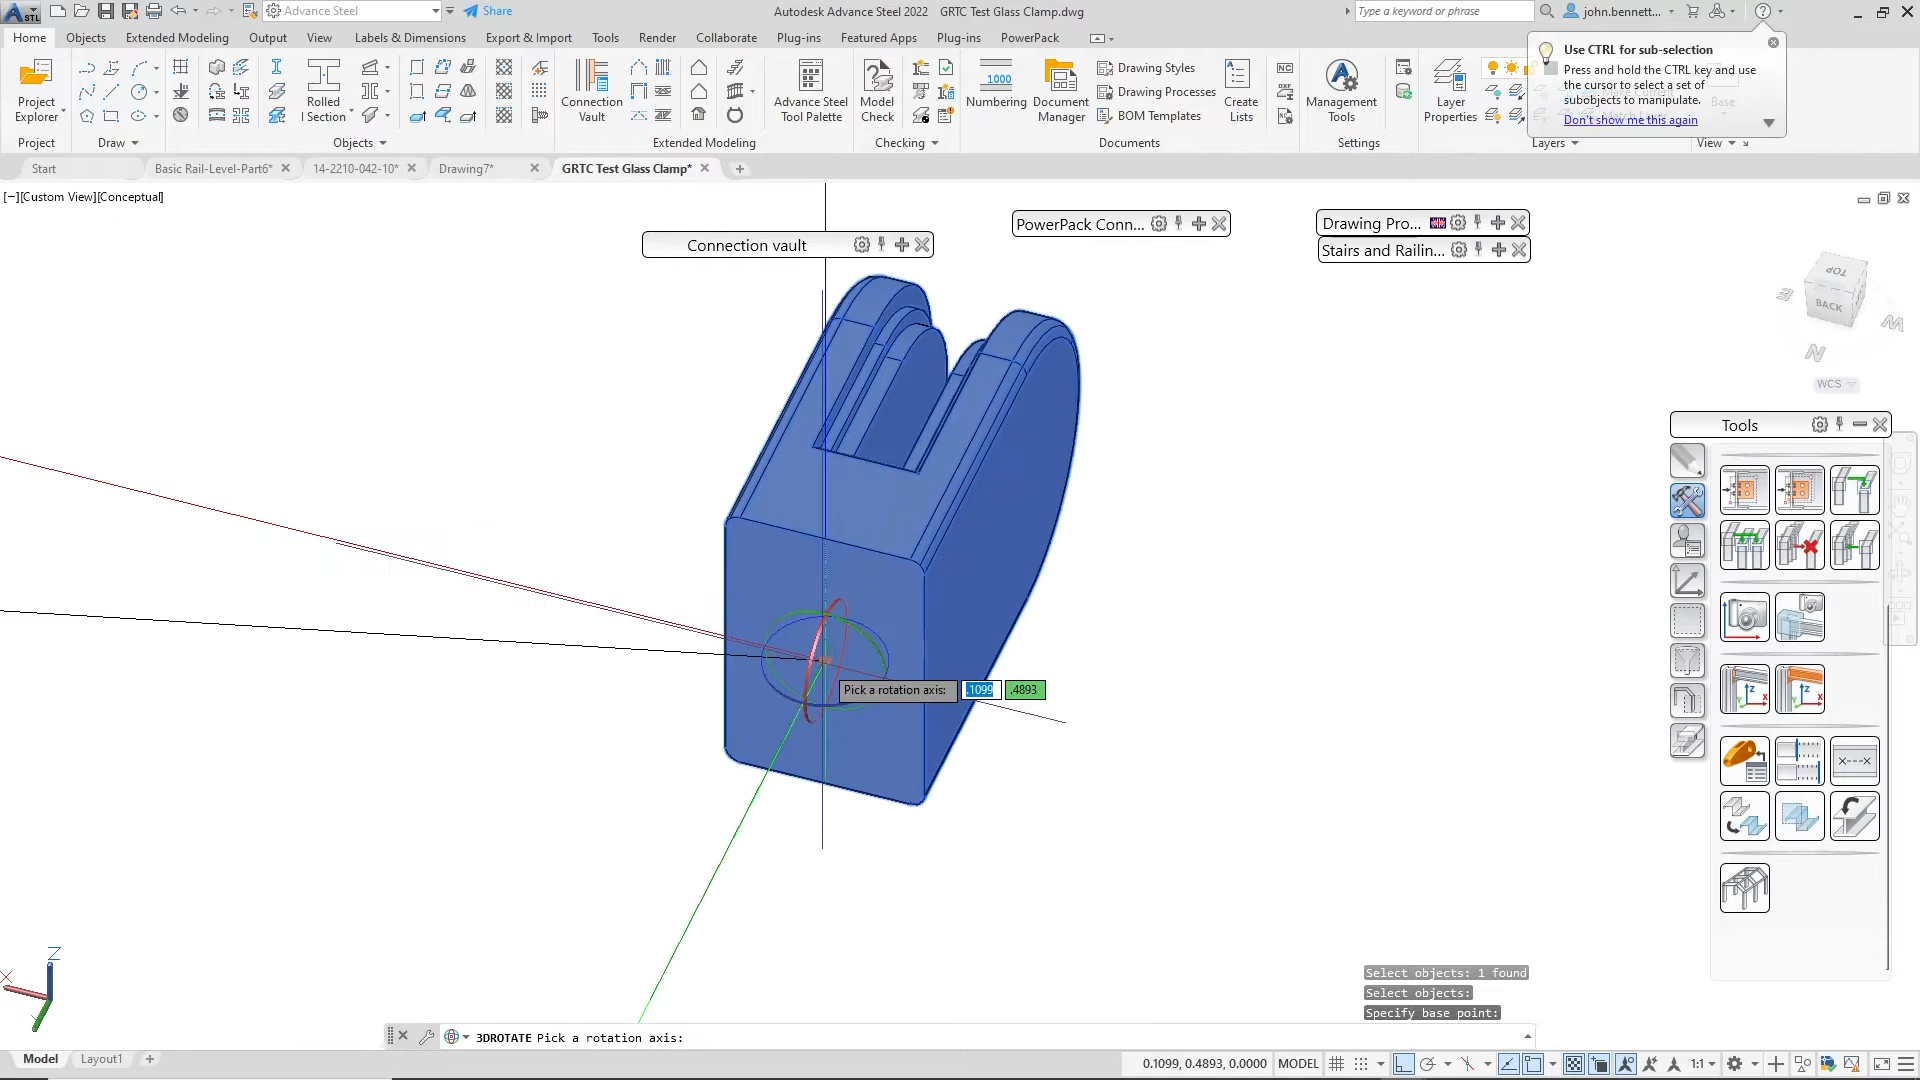 STL
Advance Steel
Share
Autodesk Advance Steel 2022 GRTC Test Glass Clamp.dwg
Type a keyword or phrase
john.bennett...
Home Objects Extended Modeling Output View Labels & Dimensions Export & Import Tools Render Collaborate Plug-ins Featured Apps Plug-ins PowerPack
Project Explorer
Rolled I Section
Connection Vault
Advance Steel Tool Palette
Model Check
1000
Numbering
Document Manager
Drawing Styles
Drawing Processes
BOM Templates
Create Lists
NC
DXF
NC
Management Tools
Layer Properties
Base
Use CTRL for sub-selection
Press and hold the CTRL key and use
the cursor to select a set of
subobjects to manipulate.
Don't show me this again
Project Draw Objects Extended Modeling Checking Documents Settings Layers View
Start Basic Rail-Level-Part6* 14-2210-042-10* Drawing7* GRTC Test Glass Clamp*
[−][Custom View][Conceptual]
Connection vault
PowerPack Conn...
Drawing Pro...
Stairs and Railin...
TOP
BACK
E
W
N
WCS
Tools
Pick a rotation axis: .1099 .4893
Z
X
Y
Z
X
Y
Z
X
Select objects: 1 found
Select objects:
Specify base point:
3DROTATE Pick a rotation axis:
Model Layout1
0.1099, 0.4893, 0.0000 MODEL 1:1